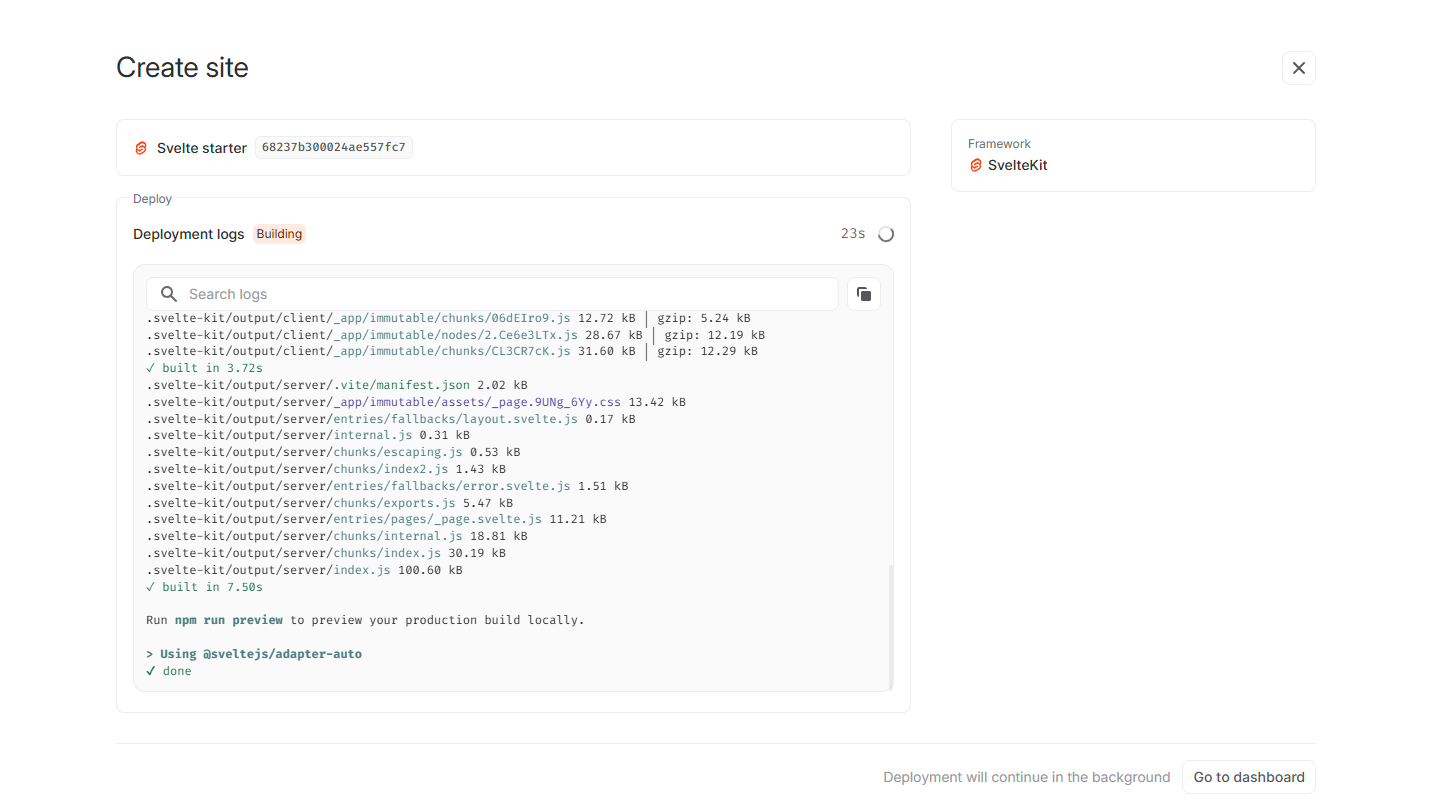 Create site
Svelte starter 68237b300024ae557fc7
Framework
SvelteKit
Deploy
Deployment logs Building 23s
Search logs
.svelte-kit/output/client/_app/immutable/chunks/06dEIro9.js 12.72 kB │ gzip: 5.24 kB
.svelte-kit/output/client/_app/immutable/nodes/2.Ce6e3LTx.js 28.67 kB │ gzip: 12.19 kB
.svelte-kit/output/client/_app/immutable/chunks/CL3CR7cK.js 31.60 kB │ gzip: 12.29 kB
✓ built in 3.72s
.svelte-kit/output/server/.vite/manifest.json 2.02 kB
.svelte-kit/output/server/_app/immutable/assets/_page.9UNg_6Yy.css 13.42 kB
.svelte-kit/output/server/entries/fallbacks/layout.svelte.js 0.17 kB
.svelte-kit/output/server/internal.js 0.31 kB
.svelte-kit/output/server/chunks/escaping.js 0.53 kB
.svelte-kit/output/server/chunks/index2.js 1.43 kB
.svelte-kit/output/server/entries/fallbacks/error.svelte.js 1.51 kB
.svelte-kit/output/server/chunks/exports.js 5.47 kB
.svelte-kit/output/server/entries/pages/_page.svelte.js 11.21 kB
.svelte-kit/output/server/chunks/internal.js 18.81 kB
.svelte-kit/output/server/chunks/index.js 30.19 kB
.svelte-kit/output/server/index.js 100.60 kB
✓ built in 7.50s
Run npm run preview to preview your production build locally.
> Using @sveltejs/adapter-auto
✔ done
Deployment will continue in the background Go to dashboard